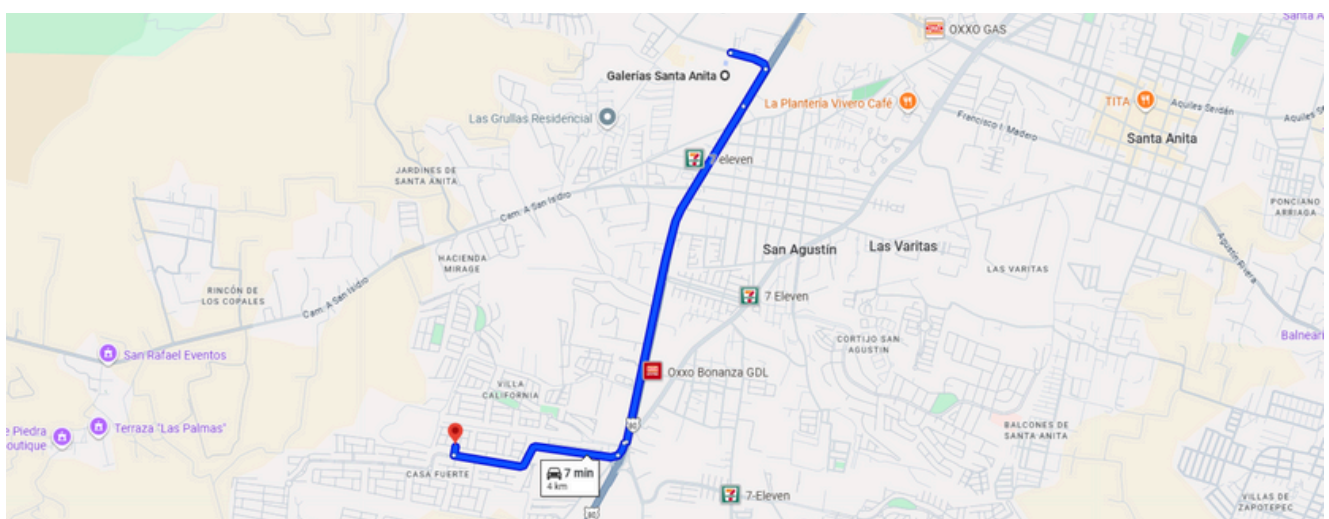 Santa A
OXXO GAS
Galerías Santa Anita
La Planteria Vivero Café
TITA
Aquiles Serdán
Aquiles S
Las Grullas Residencial
Francisco I. Madero
Santa Anita
7-eleven
JARDINES DE
SANTA ANITA
Cam. A San Isidro
PONCIANO
ARRIAGA
San Agustín
Las Varitas
HACIENDA
MIRAGE
LAS VARITAS
Agustín Rivera
RINCÓN DE
LOS COPALES
7 Eleven
Cam. A San Isidro
Balneari
San Rafael Eventos
CORTIJO SAN
AGUSTIN
Oxxo Bonanza GDL
VILLA
CALIFORNIA
80
Terraza "Las Palmas"
e Piedra
outique
BALCONES DE
SANTA ANITA
CASA FUERTE
7 min
4 km
7-Eleven
VILLAS DE
ZAPOTEPEC
80